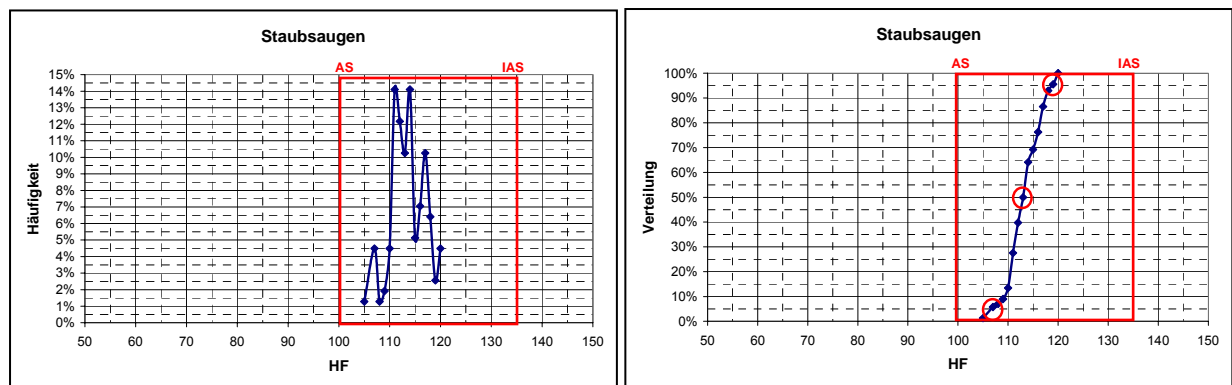 Staubsaugen
AS IAS
Häufigkeit
15%
14%
13%
12%
11%
10%
9%
8%
7%
6%
5%
4%
3%
2%
1%
0%
50 60 70 80 90 100 110 120 130 140 150
HF
Staubsaugen
AS IAS
Verteilung
100%
90%
80%
70%
60%
50%
40%
30%
20%
10%
0%
50 60 70 80 90 100 110 120 130 140 150
HF